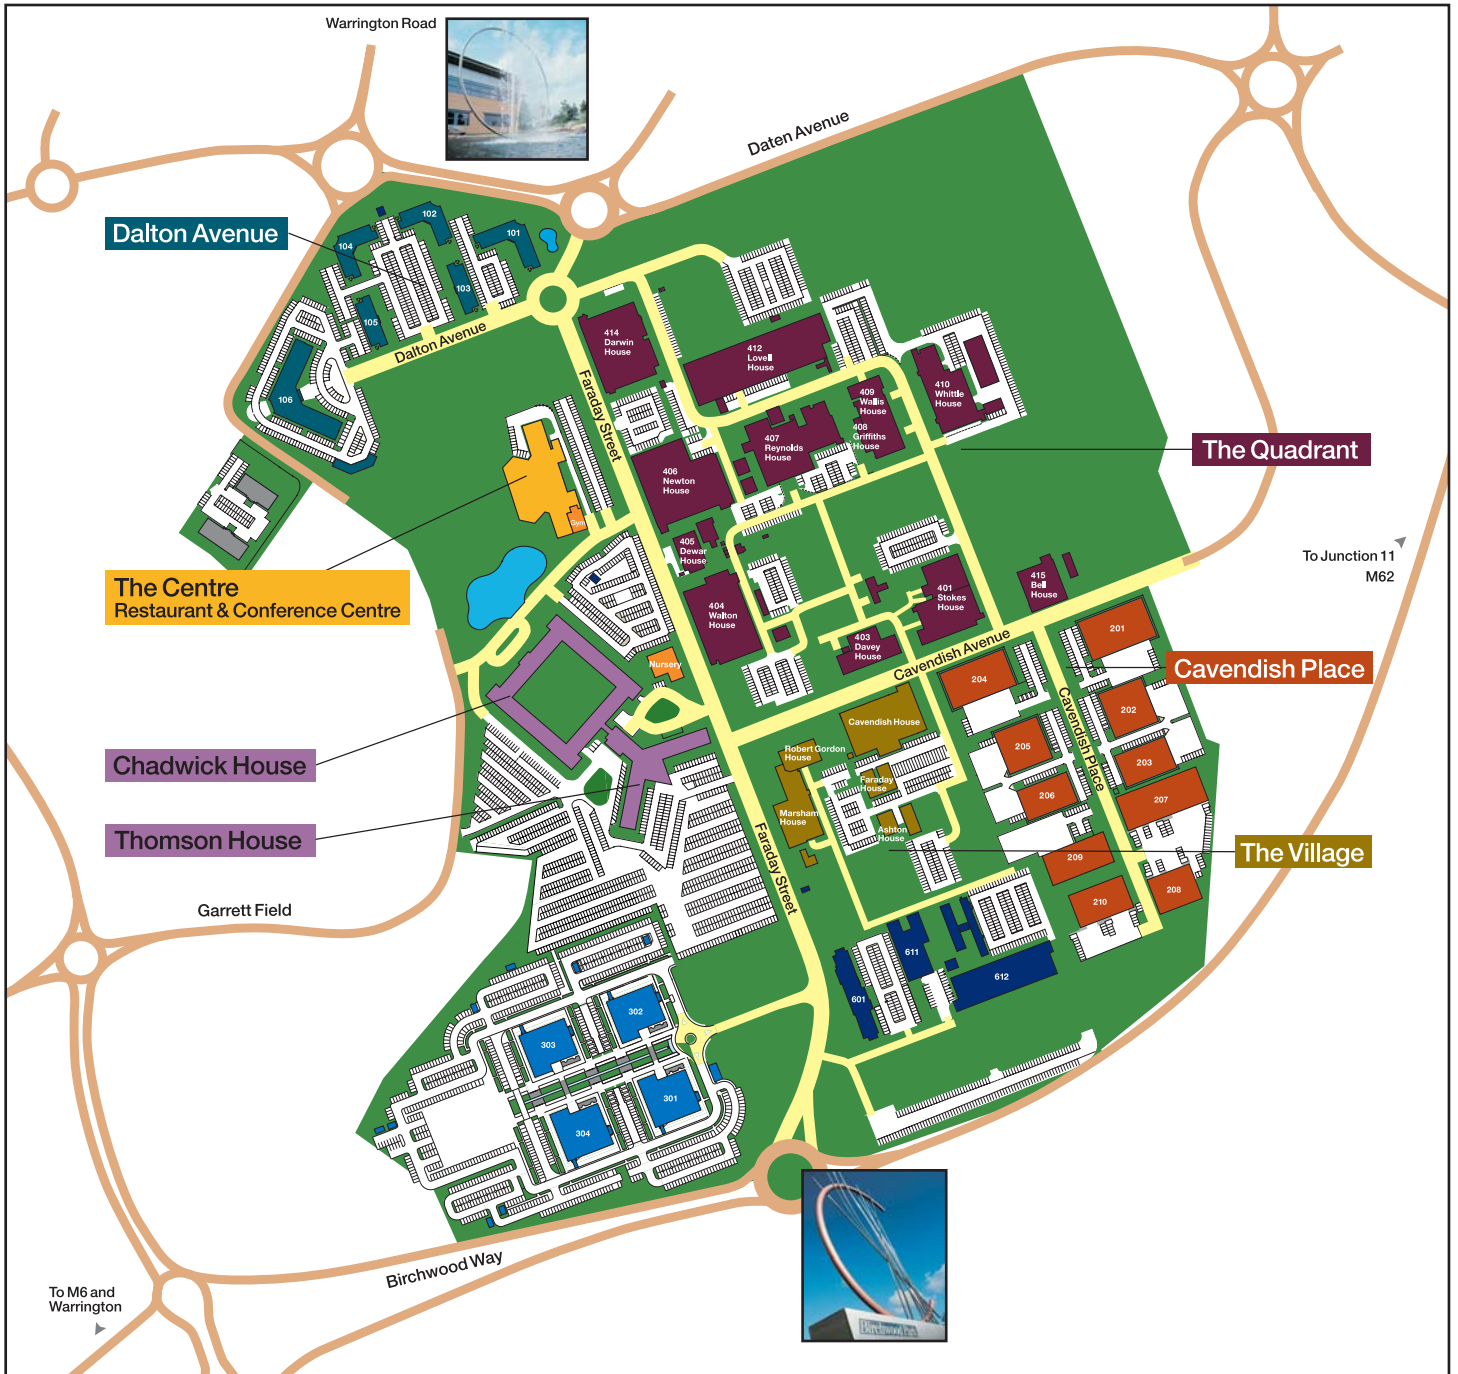 Warrington Road
Daten Avenue
Dalton Avenue
102
101
104
103
105
106
Dalton Avenue
414
Darwin
House
412
Lovell
House
410
Whittle
House
409
Wallis
House
408
Griffiths
House
407
Reynolds
House
406
Newton
House
405
Dewar
House
404
Walton
House
403
Davey
House
401
Stokes
House
415
Bell
House
The Quadrant
Faraday Street
Gym
The Centre
Restaurant & Conference Centre
To Junction 11
M62
Nursery
Cavendish Avenue
201
Cavendish Place
204
202
Cavendish Place
205
203
206
207
209
208
210
Chadwick House
Thomson House
Cavendish House
Robert Gordon
House
Faraday
House
Marsham
House
Ashton
House
The Village
Faraday Street
Garrett Field
611
612
601
302
303
301
304
Birchwood Way
To M6 and
Warrington
Birchwood Park